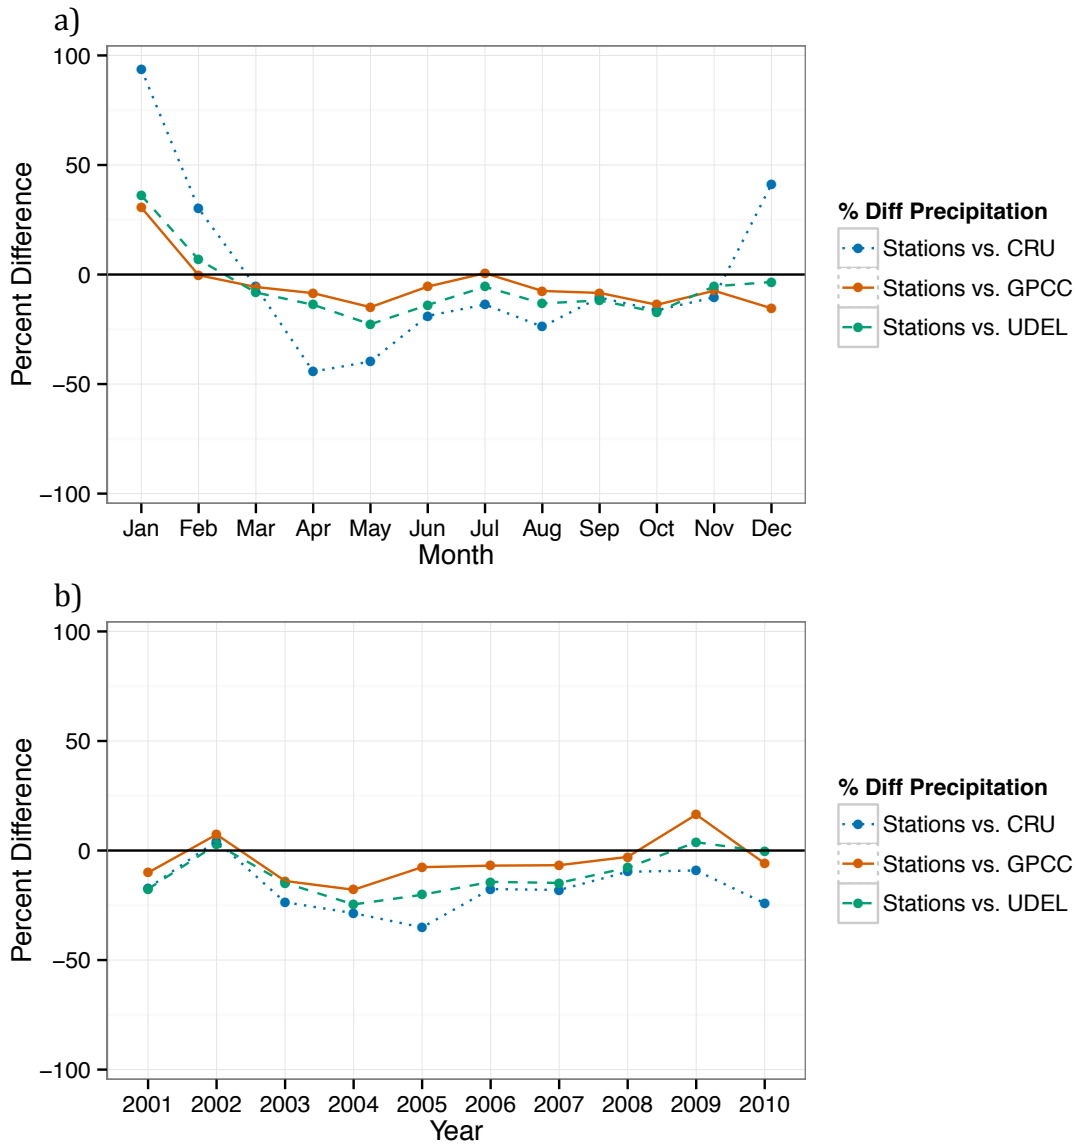 a)
100
50
0
−50
−100
Percent Difference
Jan Feb Mar Apr May Jun Jul Aug Sep Oct Nov Dec
Month
% Diff Precipitation
Stations vs. CRU
Stations vs. GPCC
Stations vs. UDEL
b)
100
50
0
−50
−100
Percent Difference
2001 2002 2003 2004 2005 2006 2007 2008 2009 2010
Year
% Diff Precipitation
Stations vs. CRU
Stations vs. GPCC
Stations vs. UDEL